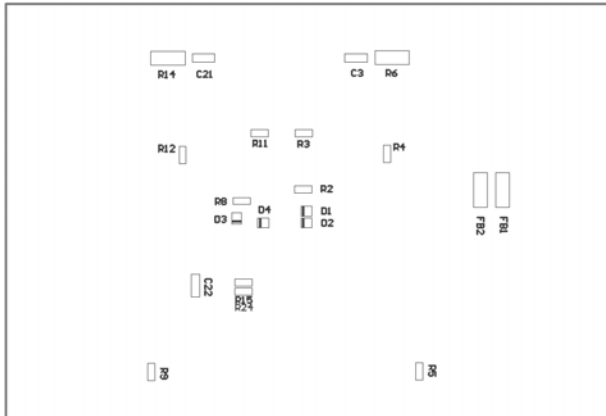 R14 C21 C3 R6
R11 R3
R12 R4
R8 R2
D3 D4 D1
D2
FB2 FB1
C22
R15
R24
R9 R5